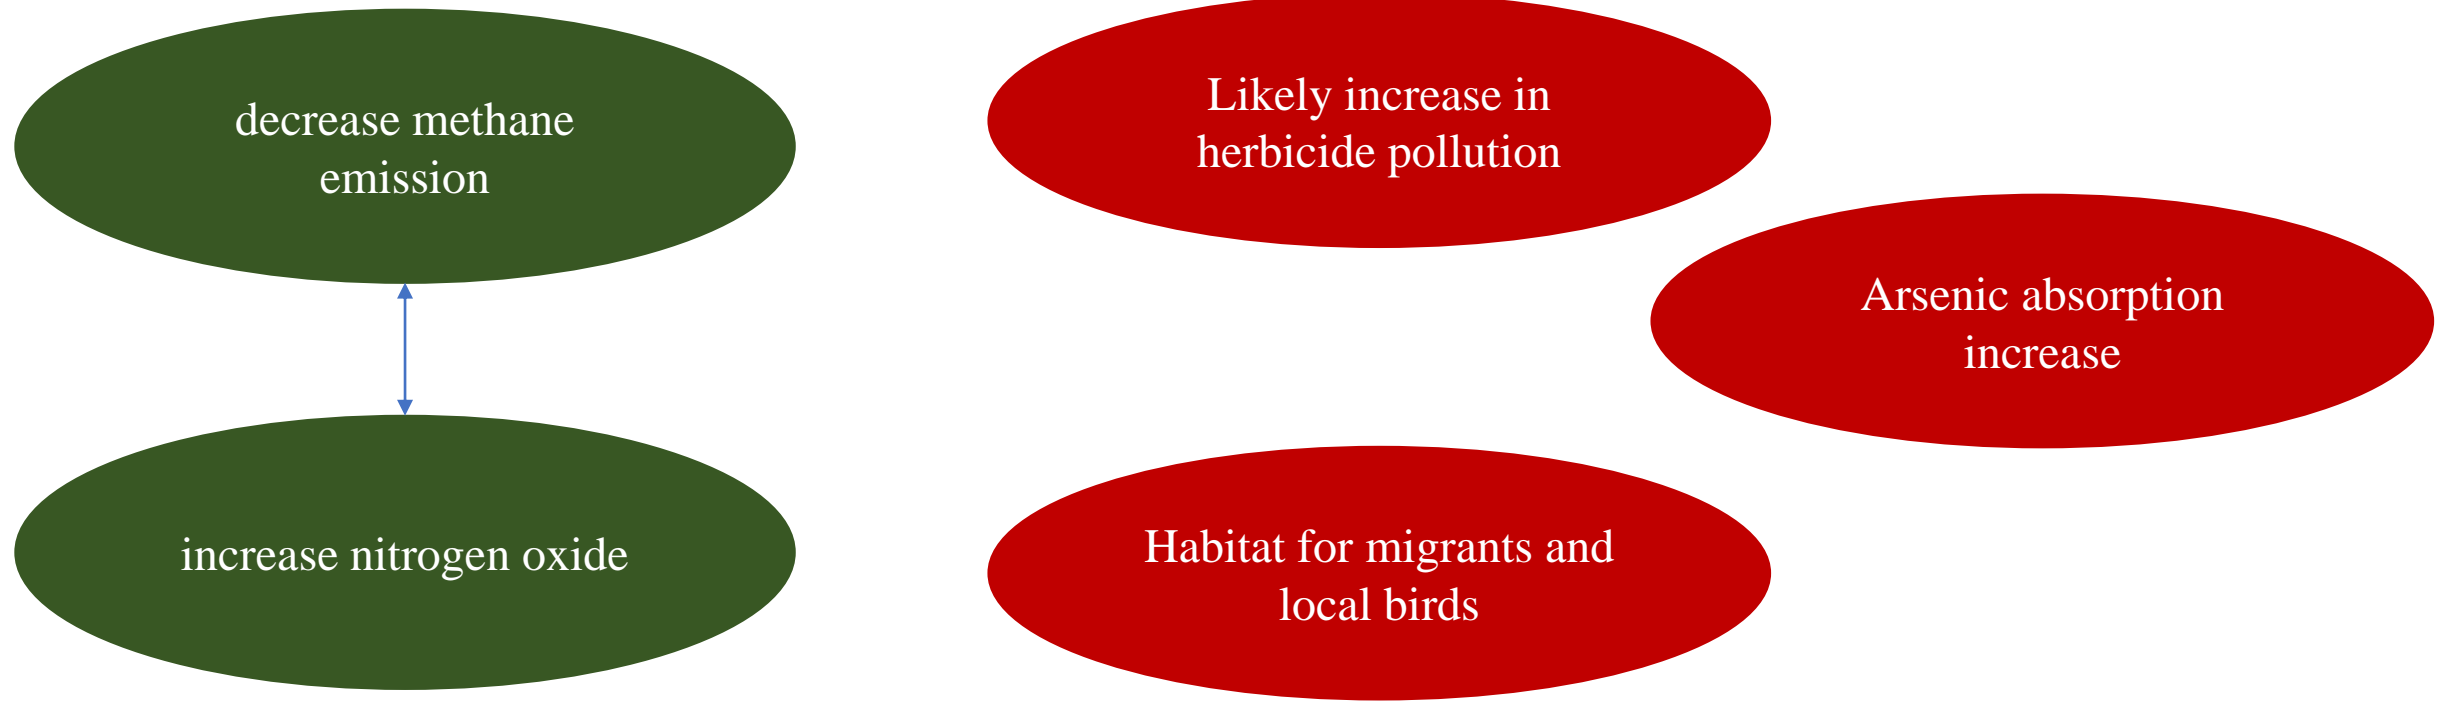 decrease methane
emission
Likely increase in
herbicide pollution
Arsenic absorption
increase
increase nitrogen oxide
Habitat for migrants and
local birds